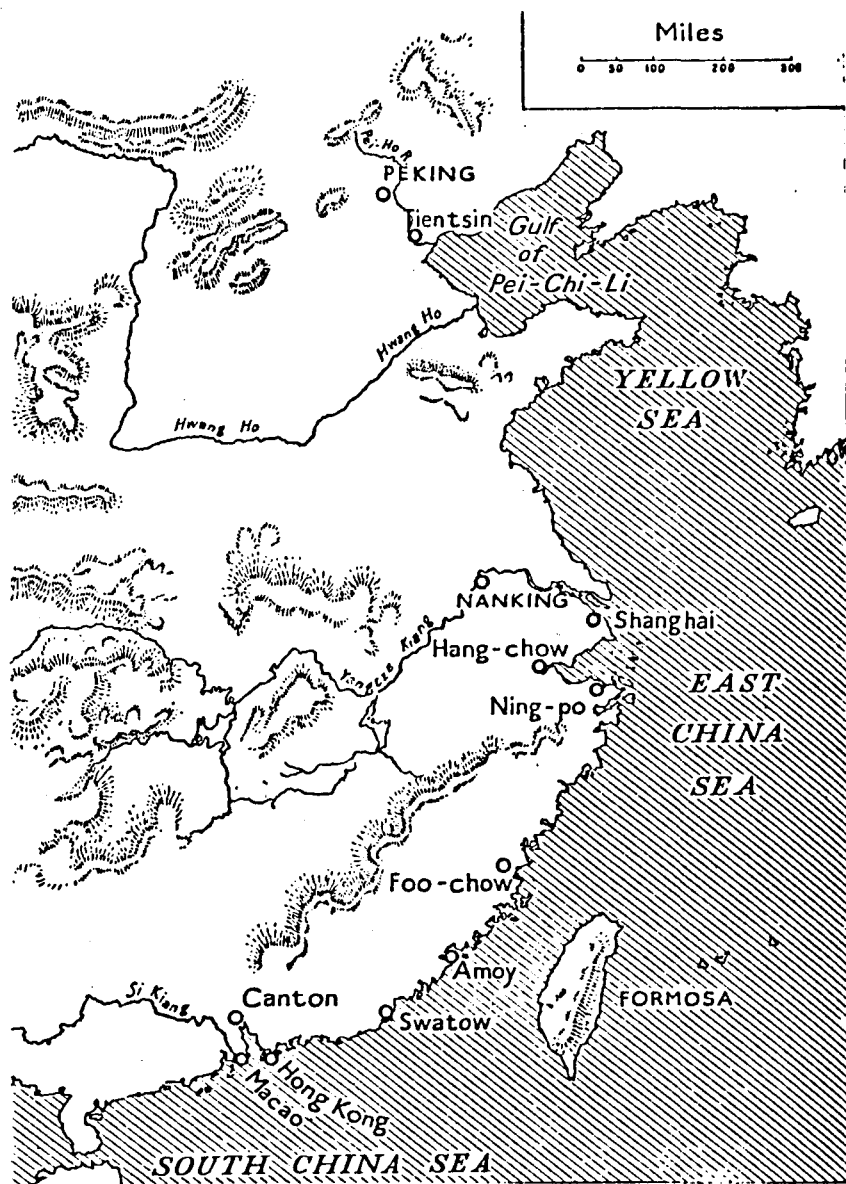 Miles
0 50 100 200 300
Pei-Ho R
PEKING
Tientsin
Gulf
of
Pei-Chi-Li
Hwang Ho
YELLOW
SEA
Hwang Ho
NANKING
Shanghai
Yangtze Kiang
Hang-chow
Ning-po
EAST
CHINA
SEA
Foo-chow
Amoy
FORMOSA
Si Kiang
Canton
Swatow
Macao
Hong Kong
SOUTH CHINA SEA